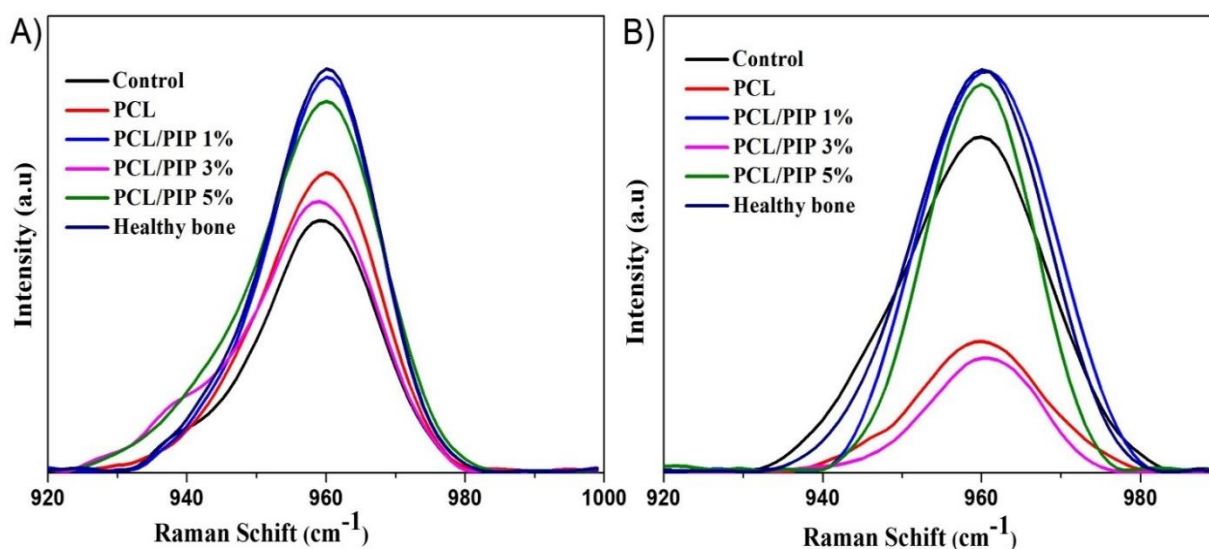 A)
Control
PCL
PCL/PIP 1%
PCL/PIP 3%
PCL/PIP 5%
Healthy bone
Intensity (a.u)
920 940 960 980 1000
Raman Schift (cm-1)
B)
Control
PCL
PCL/PIP 1%
PCL/PIP 3%
PCL/PIP 5%
Healthy bone
Intensity (a.u)
920 940 960 980
Raman Schift (cm-1)